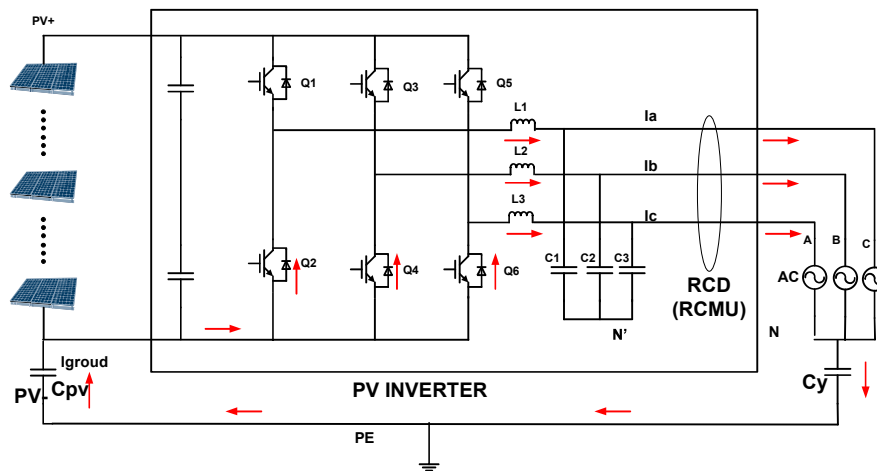 PV+
Q1
Q3
Q5
L1
Ia
L2
Ib
L3
Ic
A
B
C
Q2
Q4
Q6
C1
C2
C3
AC
RCD
(RCMU)
N'
N
Igroud
PV-
Cpv
PV INVERTER
Cy
PE